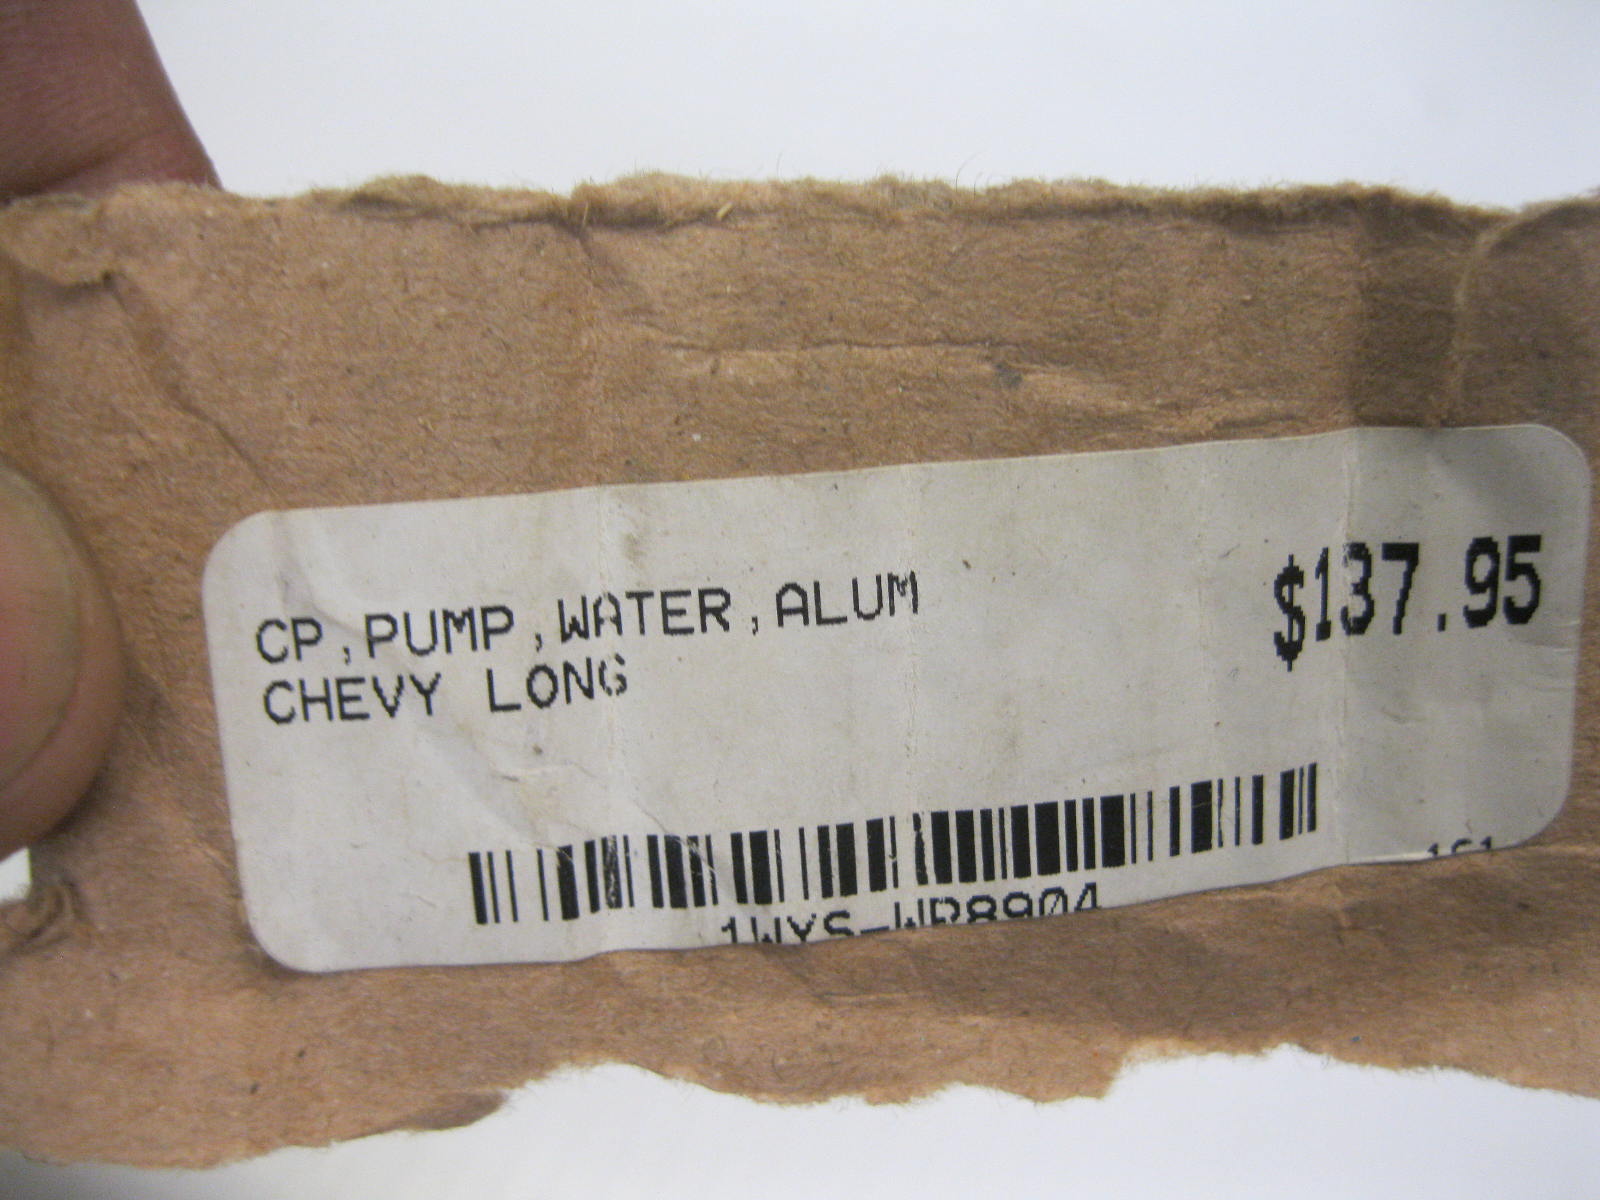 CP,PUMP,WATER,ALUM
$137.95
CHEVY LONG